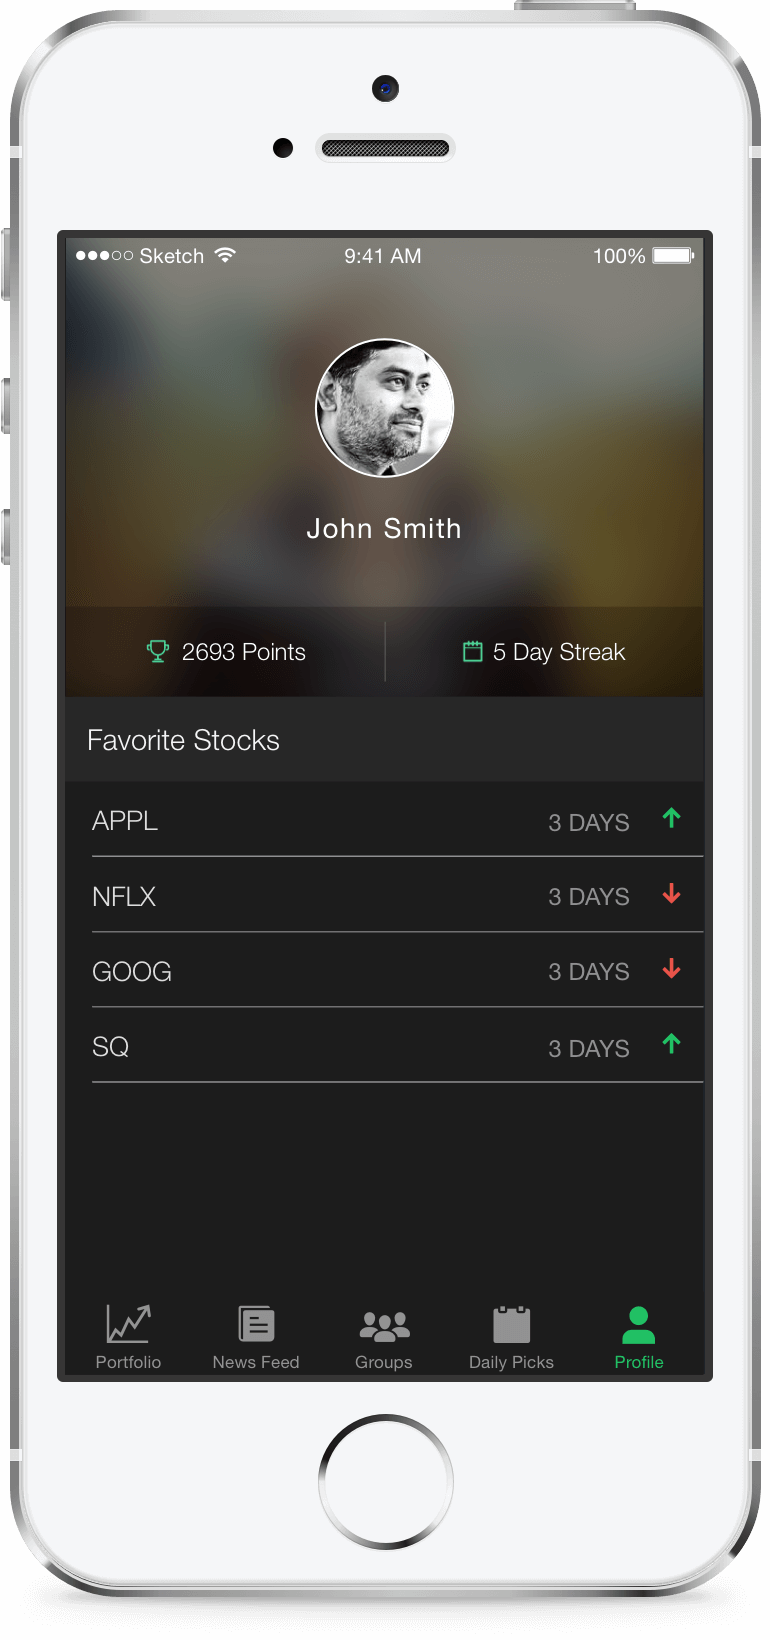 Sketch 9:41 AM 100%
John Smith
2693 Points 5 Day Streak
Favorite Stocks
APPL 3 DAYS
NFLX 3 DAYS
GOOG 3 DAYS
SQ 3 DAYS
Portfolio News Feed Groups Daily Picks Profile